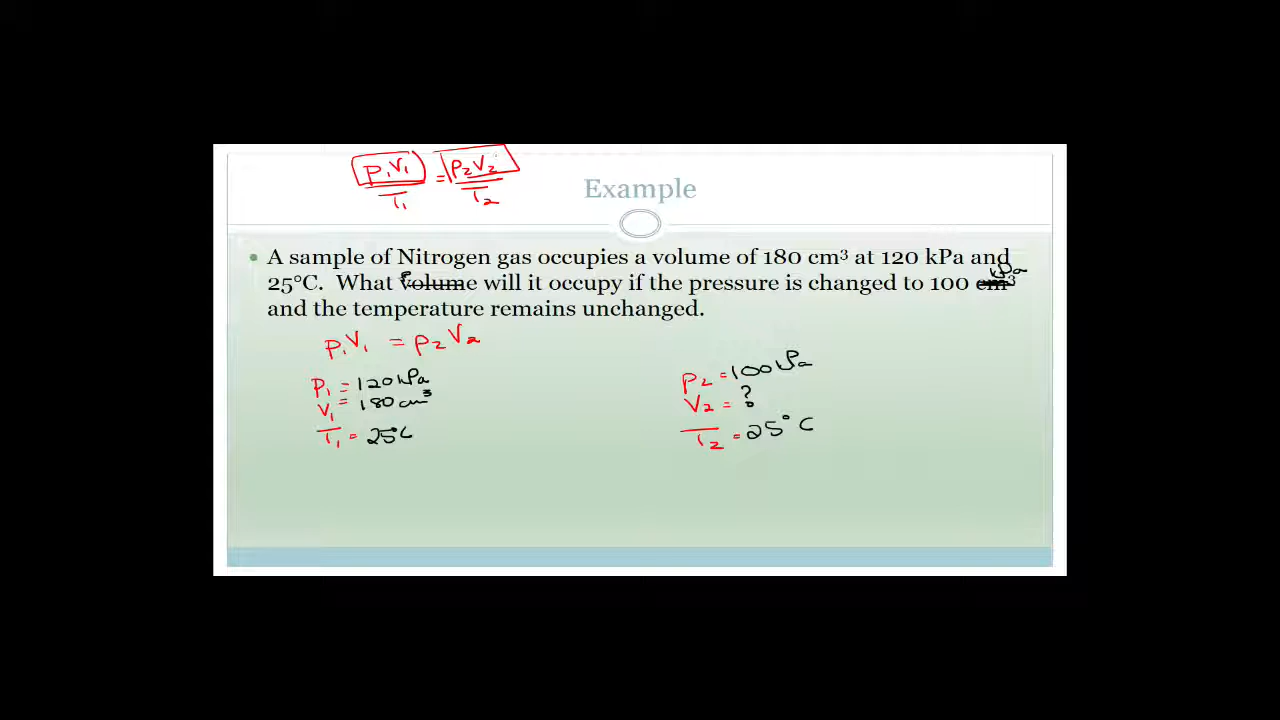 P₁V₁/T₁ = P₂V₂/T₂
Example
• A sample of Nitrogen gas occupies a volume of 180 cm³ at 120 kPa and
kPa
25°C. What volume will it occupy if the pressure is changed to 100 cm³
and the temperature remains unchanged.
P₁V₁ = P₂V₂
P₁ = 120 kPa
V₁ = 180 cm³
T₁ = 25°C
P₂ = 100 kPa
V₂ = ?
T₂ = 25°C